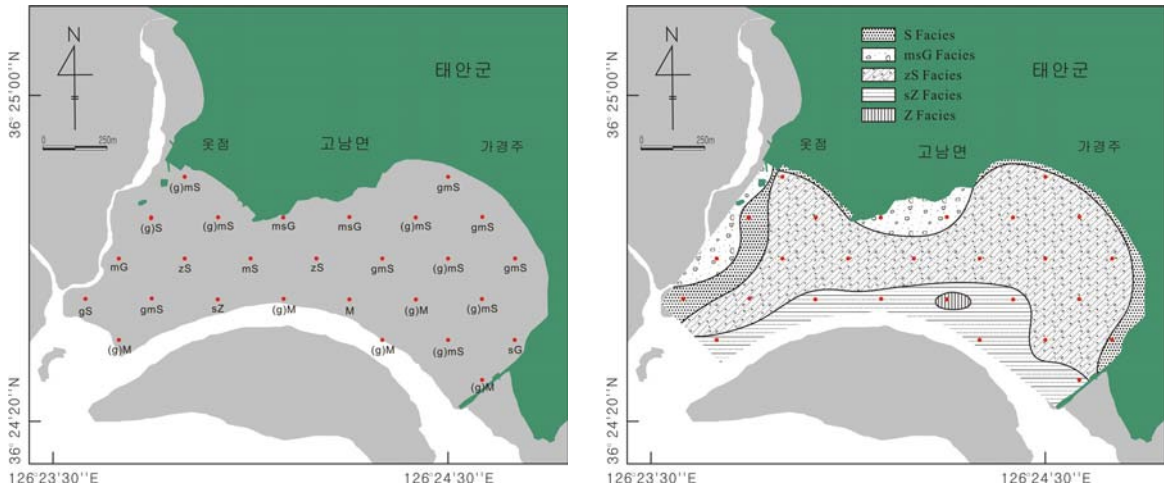 N
36° 25'00''N
0 250m
태안군
웃점
고남면
가경주
(g)mS
gmS
(g)S
(g)mS
msG
msG
(g)mS
gmS
mG
zS
mS
zS
gmS
(g)mS
gmS
gS
gmS
sZ
(g)M
M
(g)M
(g)mS
(g)M
(g)M
(g)mS
sG
(g)M
36° 24'20''N
126°23'30''E
126°24'30''E
N
36° 25'00''N
0 250m
S Facies
msG Facies
zS Facies
sZ Facies
Z Facies
태안군
웃점
고남면
가경주
36° 24'20''N
126°23'30''E
126°24'30''E